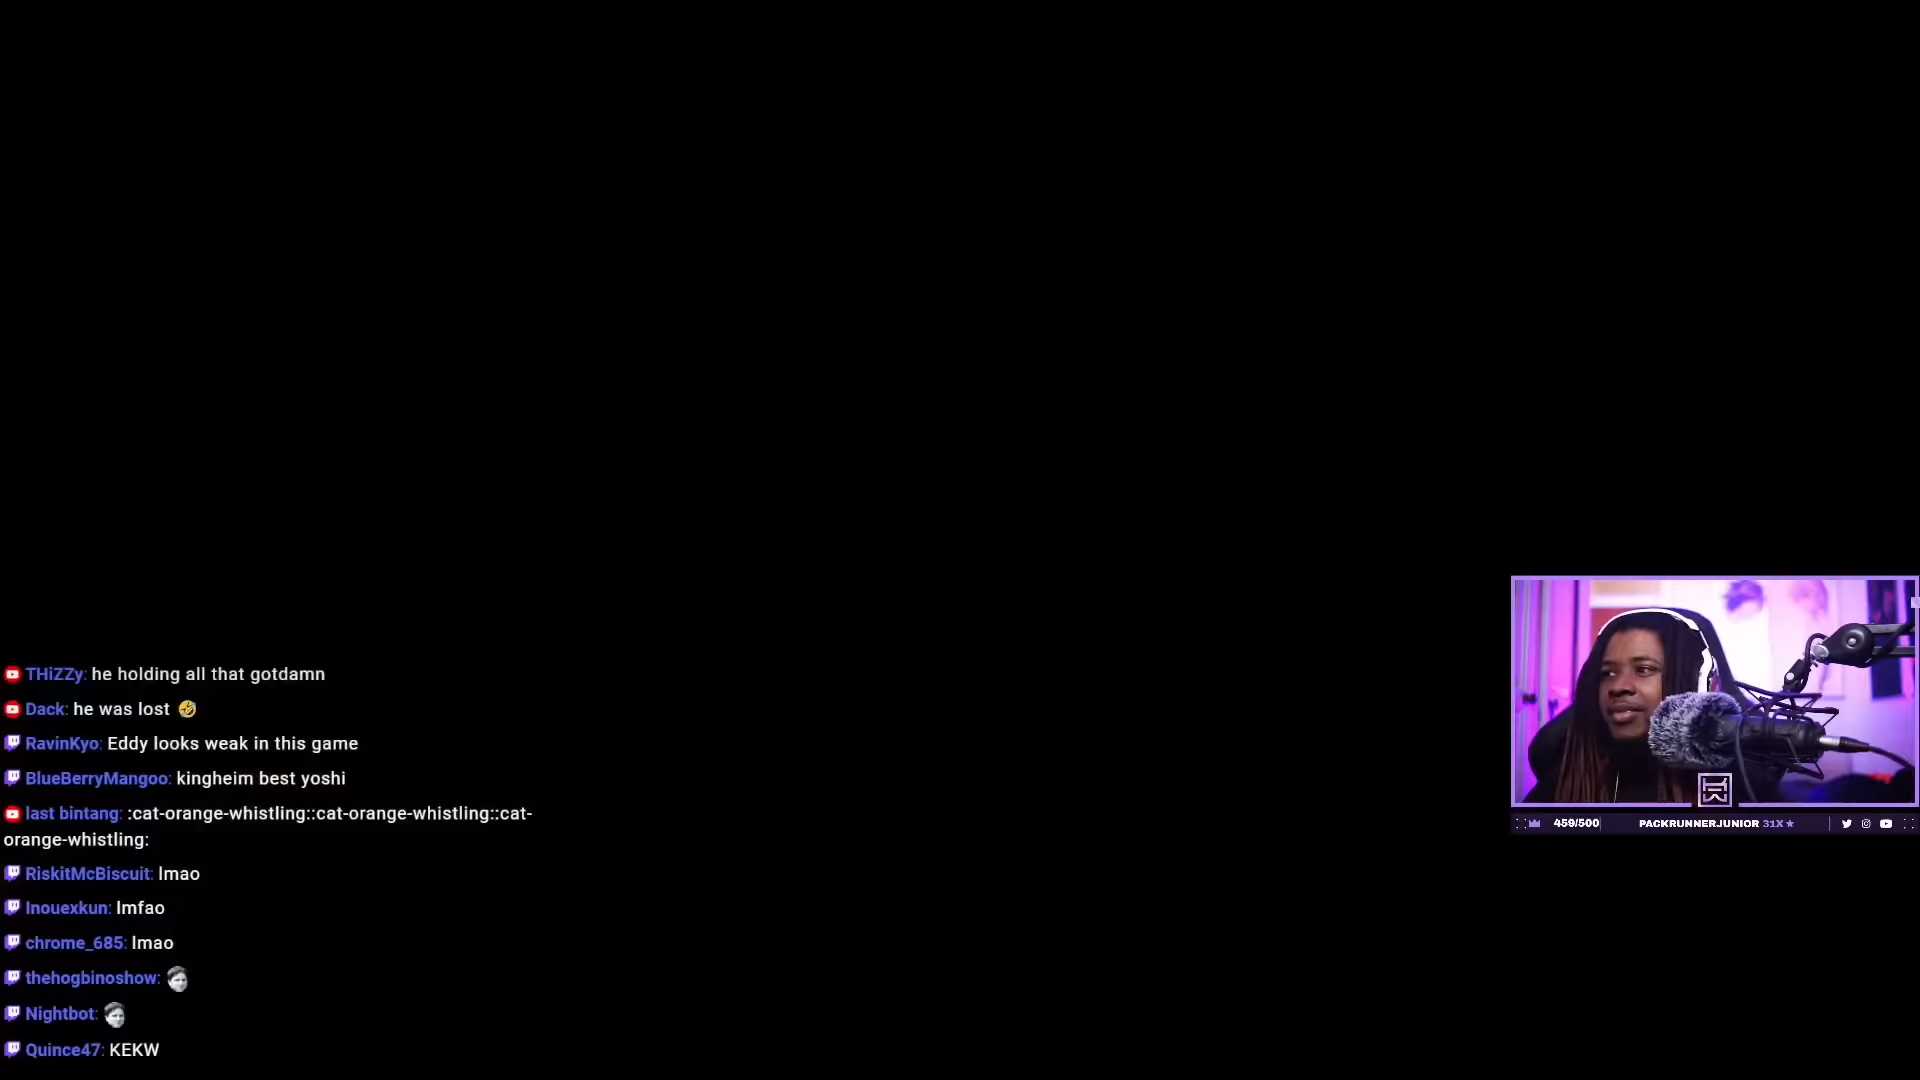 THiZZy: he holding all that gotdamn
Dack: he was lost 🤣
RavinKyo: Eddy looks weak in this game
BlueBerryMangoo: kingheim best yoshi
last bintang: :cat-orange-whistling::cat-orange-whistling::cat-
orange-whistling:
RiskitMcBiscuit: lmao
Inouexkun: lmfao
chrome_685: lmao
thehogbinoshow:
Nightbot:
Quince47: KEKW
459/500 PACKRUNNERJUNIOR 31X ★